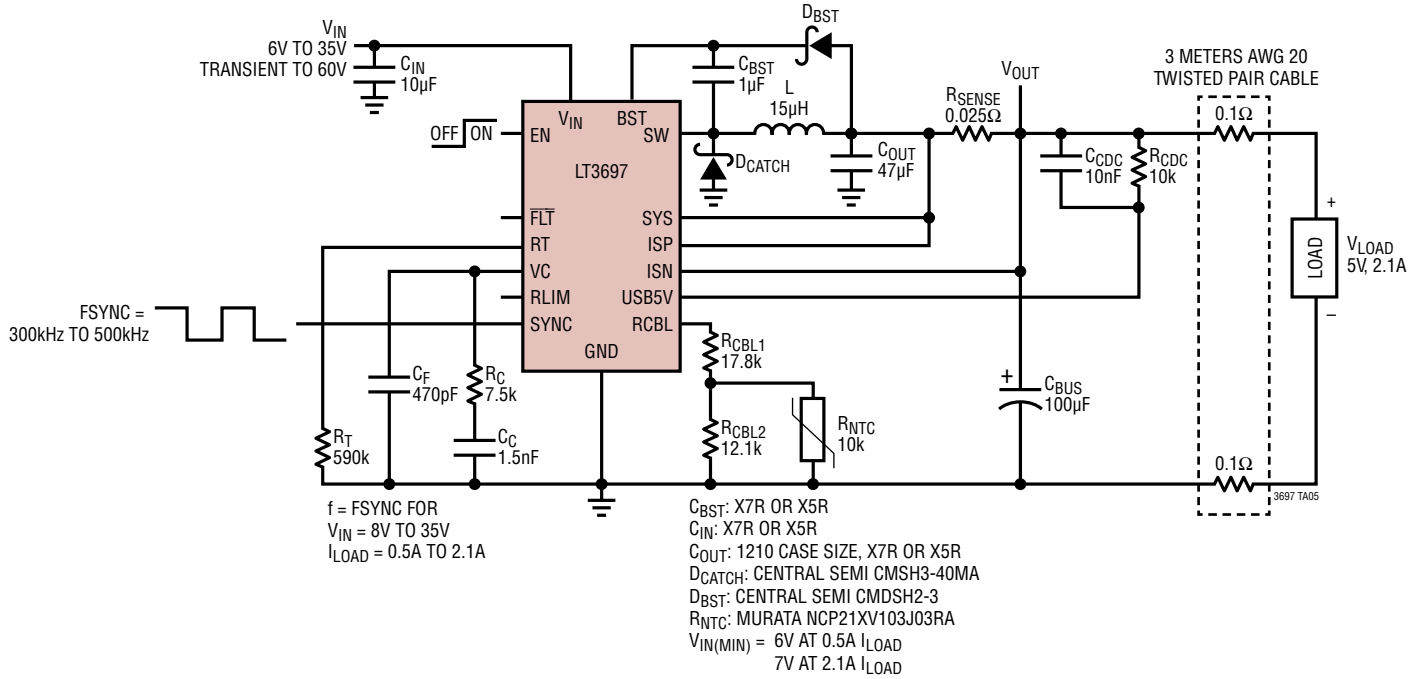 VIN
6V TO 35V
TRANSIENT TO 60V
CIN
10µF
DBST
CBST
1µF
L
15µH
VOUT
RSENSE
0.025Ω
3 METERS AWG 20
TWISTED PAIR CABLE
0.1Ω
OFF ON
EN
VIN
BST
SW
LT3697
DCATCH
COUT
47µF
CCDC
10nF
RCDC
10k
FLT
SYS
RT
ISP
VC
ISN
RLIM
USB5V
SYNC
RCBL
GND
+
LOAD
–
VLOAD
5V, 2.1A
FSYNC =
300kHz TO 500kHz
RCBL1
17.8k
CF
470pF
RC
7.5k
RCBL2
12.1k
RNTC
10k
+
CBUS
100µF
RT
590k
CC
1.5nF
0.1Ω
3697 TA05
f = FSYNC FOR
VIN = 8V TO 35V
ILOAD = 0.5A TO 2.1A
CBST: X7R OR X5R
CIN: X7R OR X5R
COUT: 1210 CASE SIZE, X7R OR X5R
DCATCH: CENTRAL SEMI CMSH3-40MA
DBST: CENTRAL SEMI CMDSH2-3
RNTC: MURATA NCP21XV103J03RA
VIN(MIN) = 6V AT 0.5A ILOAD
7V AT 2.1A ILOAD